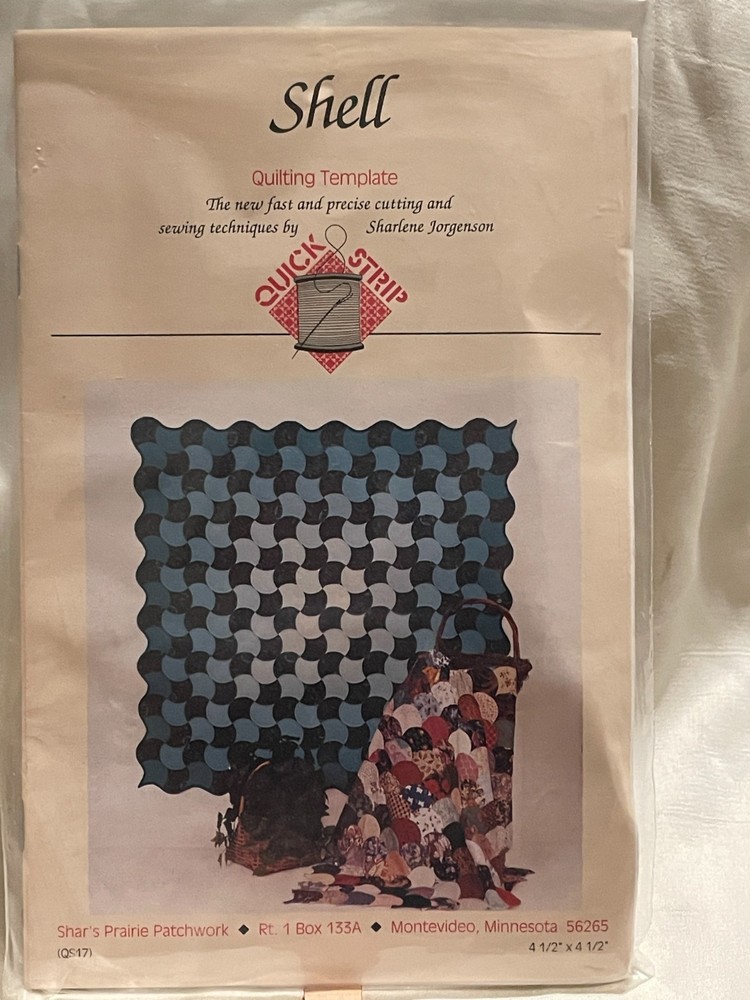 Shell
Quilting Template
The new fast and precise cutting and
sewing techniques by Sharlene Jorgenson
QUICK STRIP
Shar's Prairie Patchwork ◆ Rt. 1 Box 133A ◆ Montevideo, Minnesota 56265
(QS17)
4 1/2" x 4 1/2"